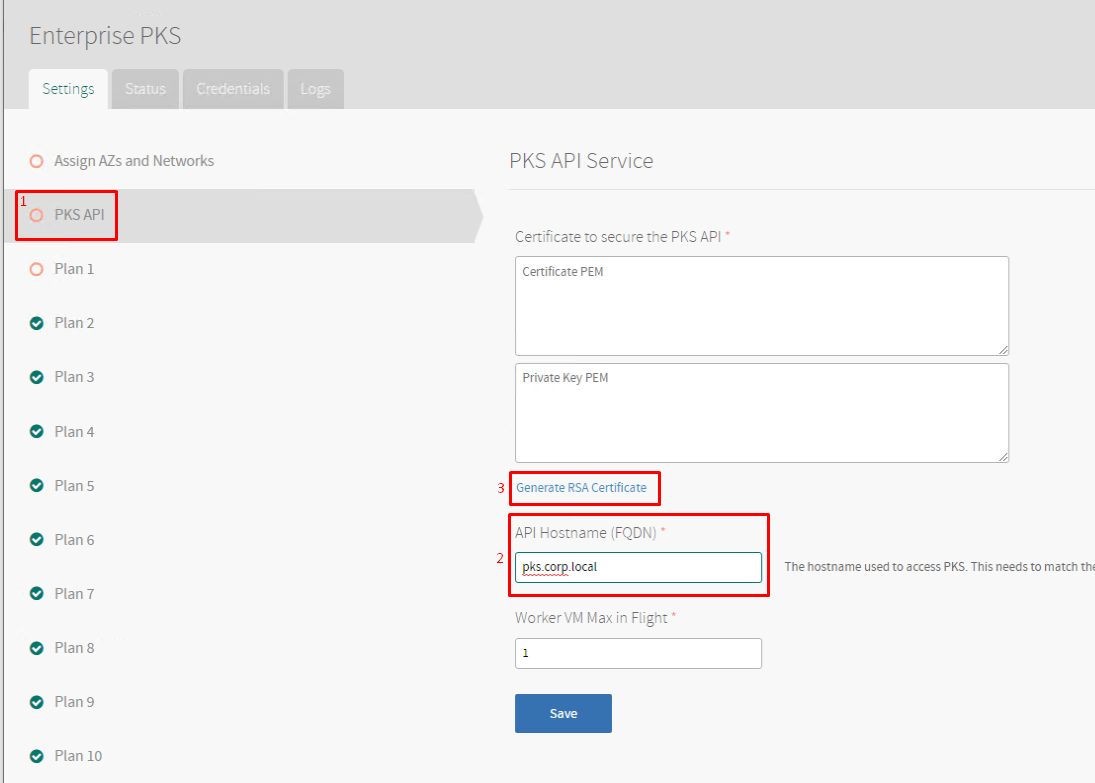 Enterprise PKS
Settings Status Credentials Logs
Assign AZs and Networks
1
PKS API
Plan 1
Plan 2
Plan 3
Plan 4
Plan 5
Plan 6
Plan 7
Plan 8
Plan 9
Plan 10
PKS API Service
Certificate to secure the PKS API *
Certificate PEM
Private Key PEM
3 Generate RSA Certificate
API Hostname (FQDN) *
2
pks.corp.local
The hostname used to access PKS. This needs to match the
Worker VM Max in Flight *
1
Save